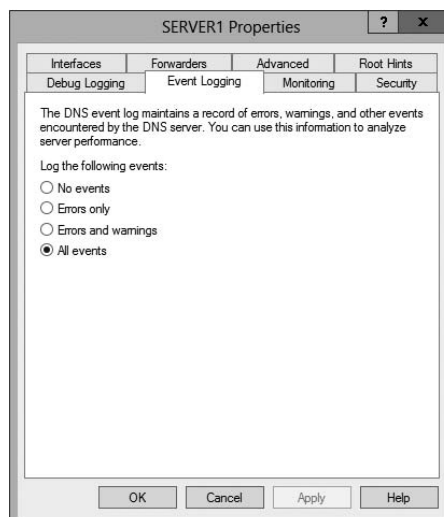 SERVER1 Properties
? x
Interfaces Forwarders Advanced Root Hints
Debug Logging Event Logging Monitoring Security
The DNS event log maintains a record of errors, warnings, and other events
encountered by the DNS server. You can use this information to analyze
server performance.
Log the following events:
No events
Errors only
Errors and warnings
All events
OK Cancel Apply Help